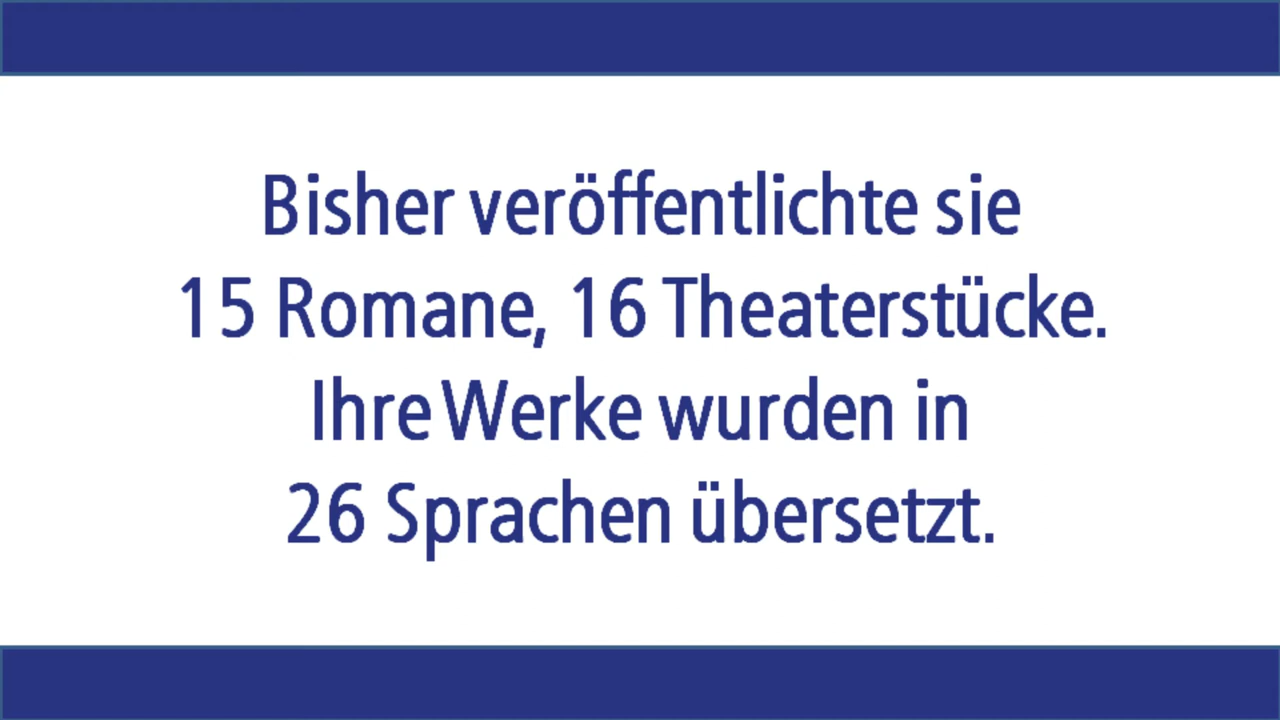 Bisher veröffentlichte sie
15 Romane, 16 Theaterstücke.
Ihre Werke wurden in
26 Sprachen übersetzt.